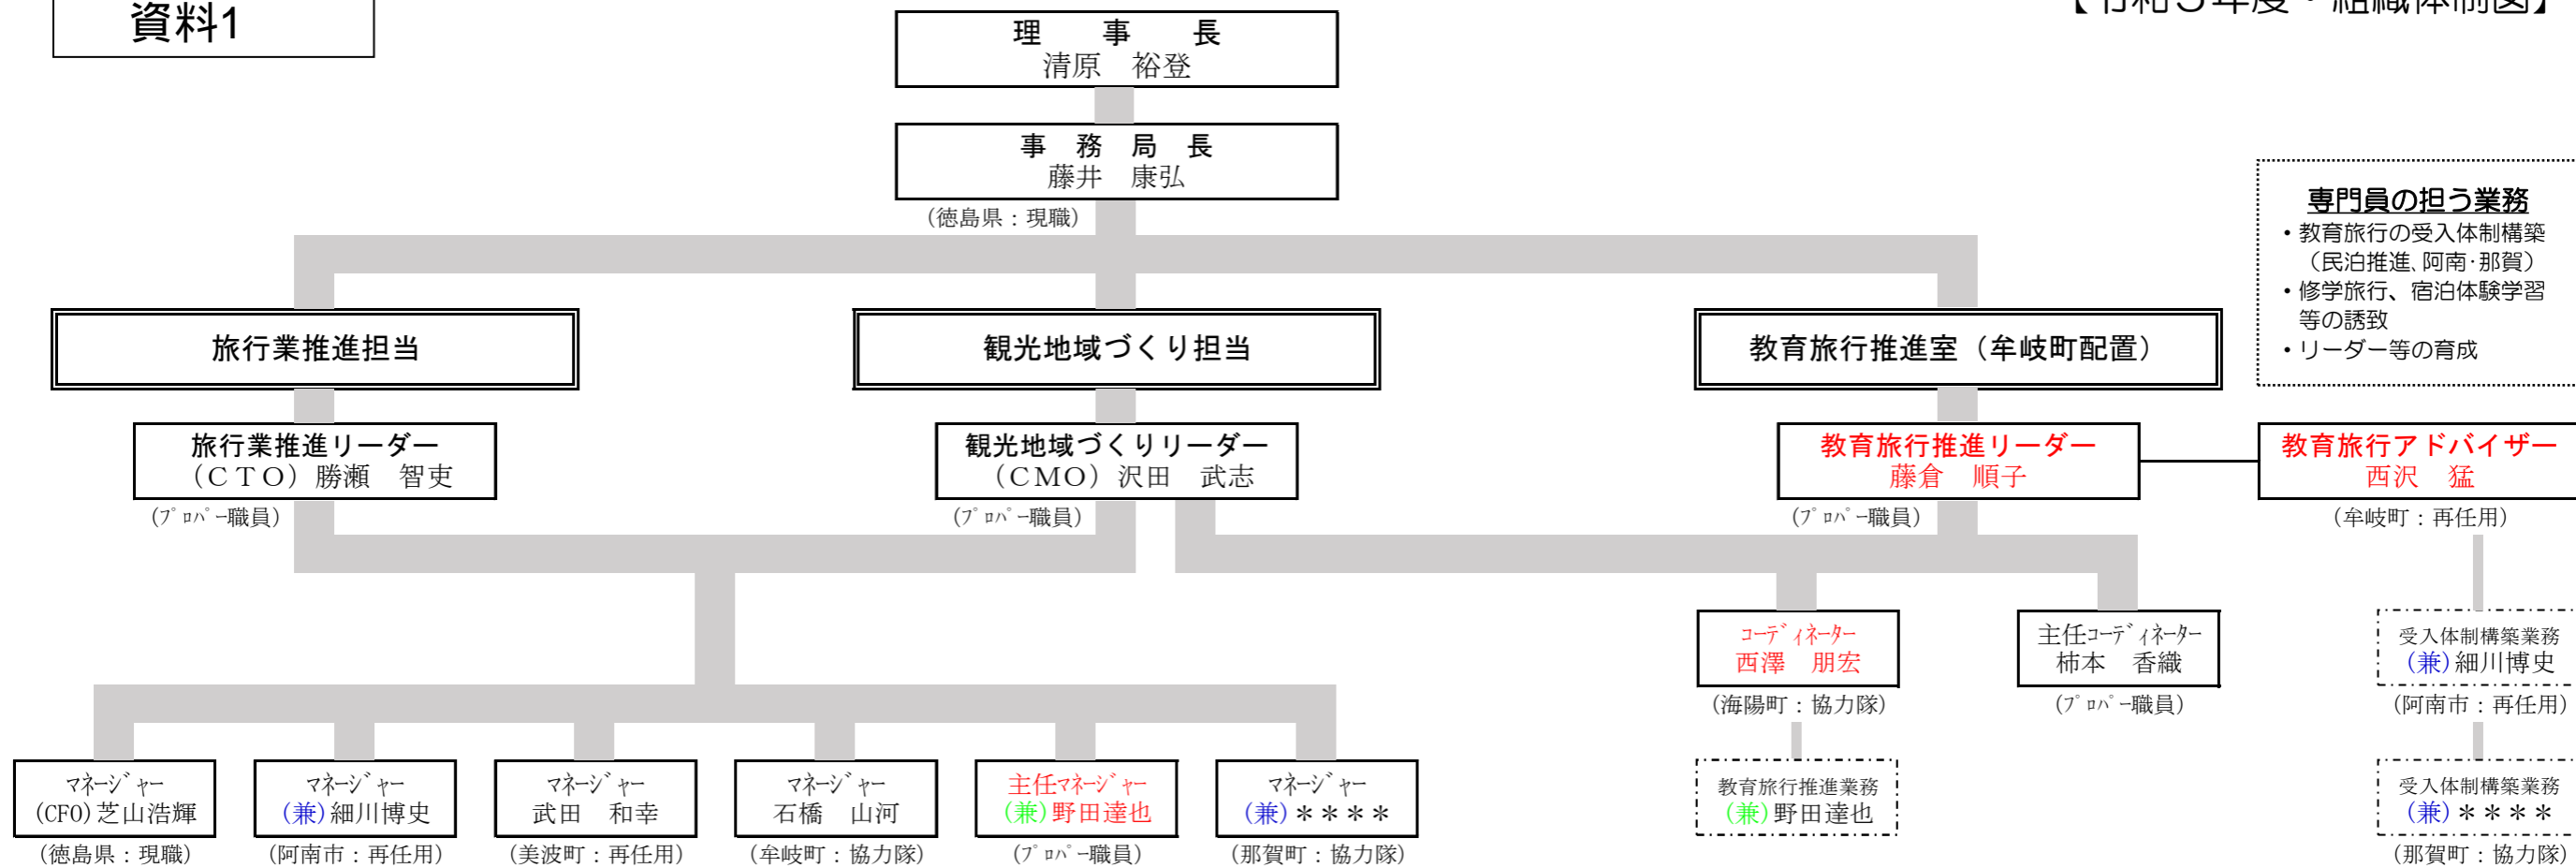 資料1
【令和5年度・組織体制図】
理　事　長
清原　裕登
事　務　局　長
藤井　康弘
(徳島県：現職)
専門員の担う業務
・教育旅行の受入体制構築
（民泊推進、阿南･那賀）
・修学旅行、宿泊体験学習
等の誘致
・リーダー等の育成
旅行業推進担当
観光地域づくり担当
教育旅行推進室（牟岐町配置）
旅行業推進リーダー
（ＣＴＯ）勝瀬　智吏
(ﾌﾟﾛﾊﾟｰ職員)
観光地域づくりリーダー
（ＣＭＯ）沢田　武志
(ﾌﾟﾛﾊﾟｰ職員)
教育旅行推進リーダー
藤倉　順子
(ﾌﾟﾛﾊﾟｰ職員)
教育旅行アドバイザー
西沢　猛
(牟岐町：再任用)
ｺｰﾃﾞｨﾈｰﾀｰ
西澤　朋宏
(海陽町：協力隊)
主任ｺｰﾃﾞｨﾈｰﾀｰ
柿本　香織
(ﾌﾟﾛﾊﾟｰ職員)
受入体制構築業務
(兼)細川博史
(阿南市：再任用)
ﾏﾈｰｼﾞｬｰ
(CFO)芝山浩輝
(徳島県：現職)
ﾏﾈｰｼﾞｬｰ
(兼)細川博史
(阿南市：再任用)
ﾏﾈｰｼﾞｬｰ
武田　和幸
(美波町：再任用)
ﾏﾈｰｼﾞｬｰ
石橋　山河
(牟岐町：協力隊)
主任ﾏﾈｰｼﾞｬｰ
(兼)野田達也
(ﾌﾟﾛﾊﾟｰ職員)
ﾏﾈｰｼﾞｬｰ
(兼)＊＊＊＊
(那賀町：協力隊)
教育旅行推進業務
(兼)野田達也
受入体制構築業務
(兼)＊＊＊＊
(那賀町：協力隊)